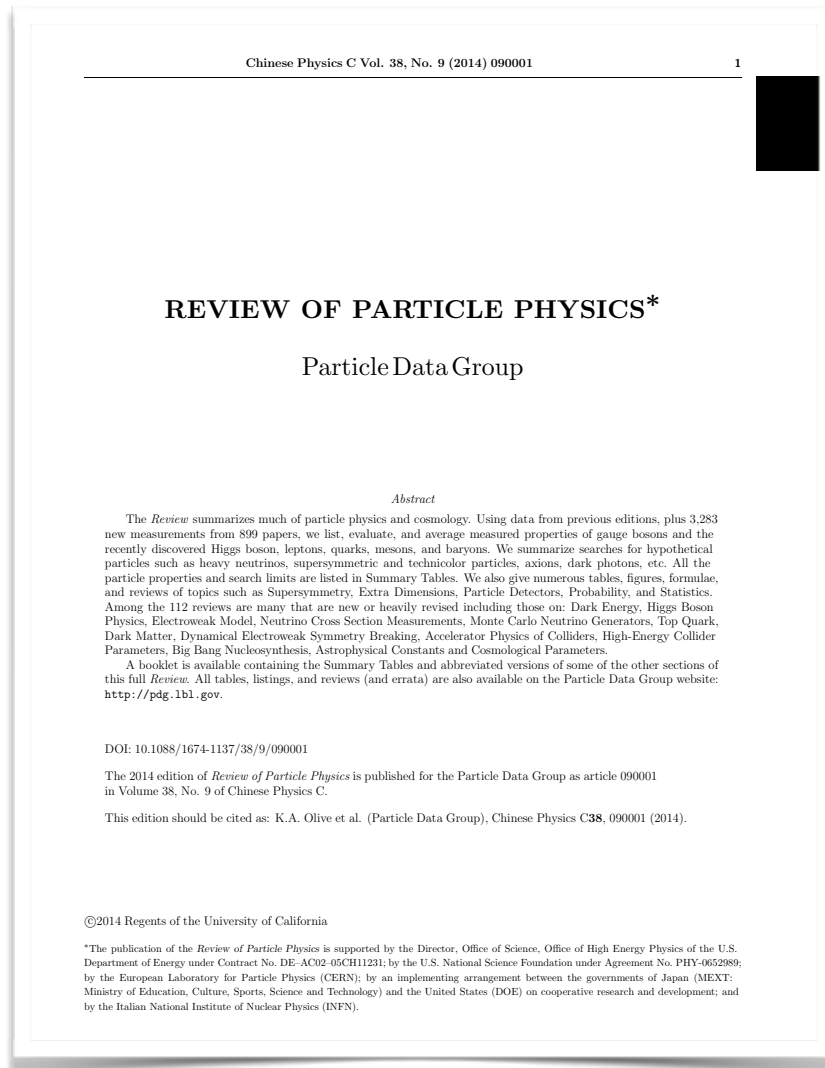 Chinese Physics C Vol. 38, No. 9 (2014) 090001 1
REVIEW OF PARTICLE PHYSICS*
Particle Data Group
Abstract
The Review summarizes much of particle physics and cosmology. Using data from previous editions, plus 3,283
new measurements from 899 papers, we list, evaluate, and average measured properties of gauge bosons and the
recently discovered Higgs boson, leptons, quarks, mesons, and baryons. We summarize searches for hypothetical
particles such as heavy neutrinos, supersymmetric and technicolor particles, axions, dark photons, etc. All the
particle properties and search limits are listed in Summary Tables. We also give numerous tables, figures, formulae,
and reviews of topics such as Supersymmetry, Extra Dimensions, Particle Detectors, Probability, and Statistics.
Among the 112 reviews are many that are new or heavily revised including those on: Dark Energy, Higgs Boson
Physics, Electroweak Model, Neutrino Cross Section Measurements, Monte Carlo Neutrino Generators, Top Quark,
Dark Matter, Dynamical Electroweak Symmetry Breaking, Accelerator Physics of Colliders, High-Energy Collider
Parameters, Big Bang Nucleosynthesis, Astrophysical Constants and Cosmological Parameters.
A booklet is available containing the Summary Tables and abbreviated versions of some of the other sections of
this full Review. All tables, listings, and reviews (and errata) are also available on the Particle Data Group website:
http://pdg.lbl.gov.
DOI: 10.1088/1674-1137/38/9/090001
The 2014 edition of Review of Particle Physics is published for the Particle Data Group as article 090001
in Volume 38, No. 9 of Chinese Physics C.
This edition should be cited as: K.A. Olive et al. (Particle Data Group), Chinese Physics C38, 090001 (2014).
©2014 Regents of the University of California
*The publication of the Review of Particle Physics is supported by the Director, Office of Science, Office of High Energy Physics of the U.S.
Department of Energy under Contract No. DE–AC02–05CH11231; by the U.S. National Science Foundation under Agreement No. PHY-0652989;
by the European Laboratory for Particle Physics (CERN); by an implementing arrangement between the governments of Japan (MEXT:
Ministry of Education, Culture, Sports, Science and Technology) and the United States (DOE) on cooperative research and development; and
by the Italian National Institute of Nuclear Physics (INFN).